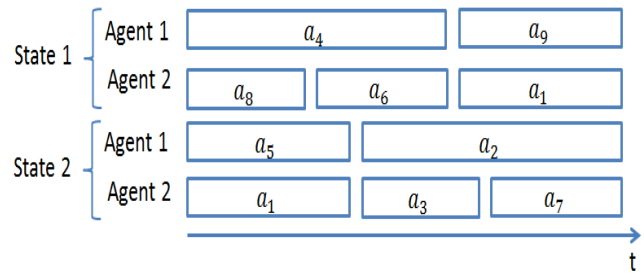 Agent 1 a₄ a₉
State 1
Agent 2 a₈ a₆ a₁
Agent 1 a₅ a₂
State 2
Agent 2 a₁ a₃ a₇
t